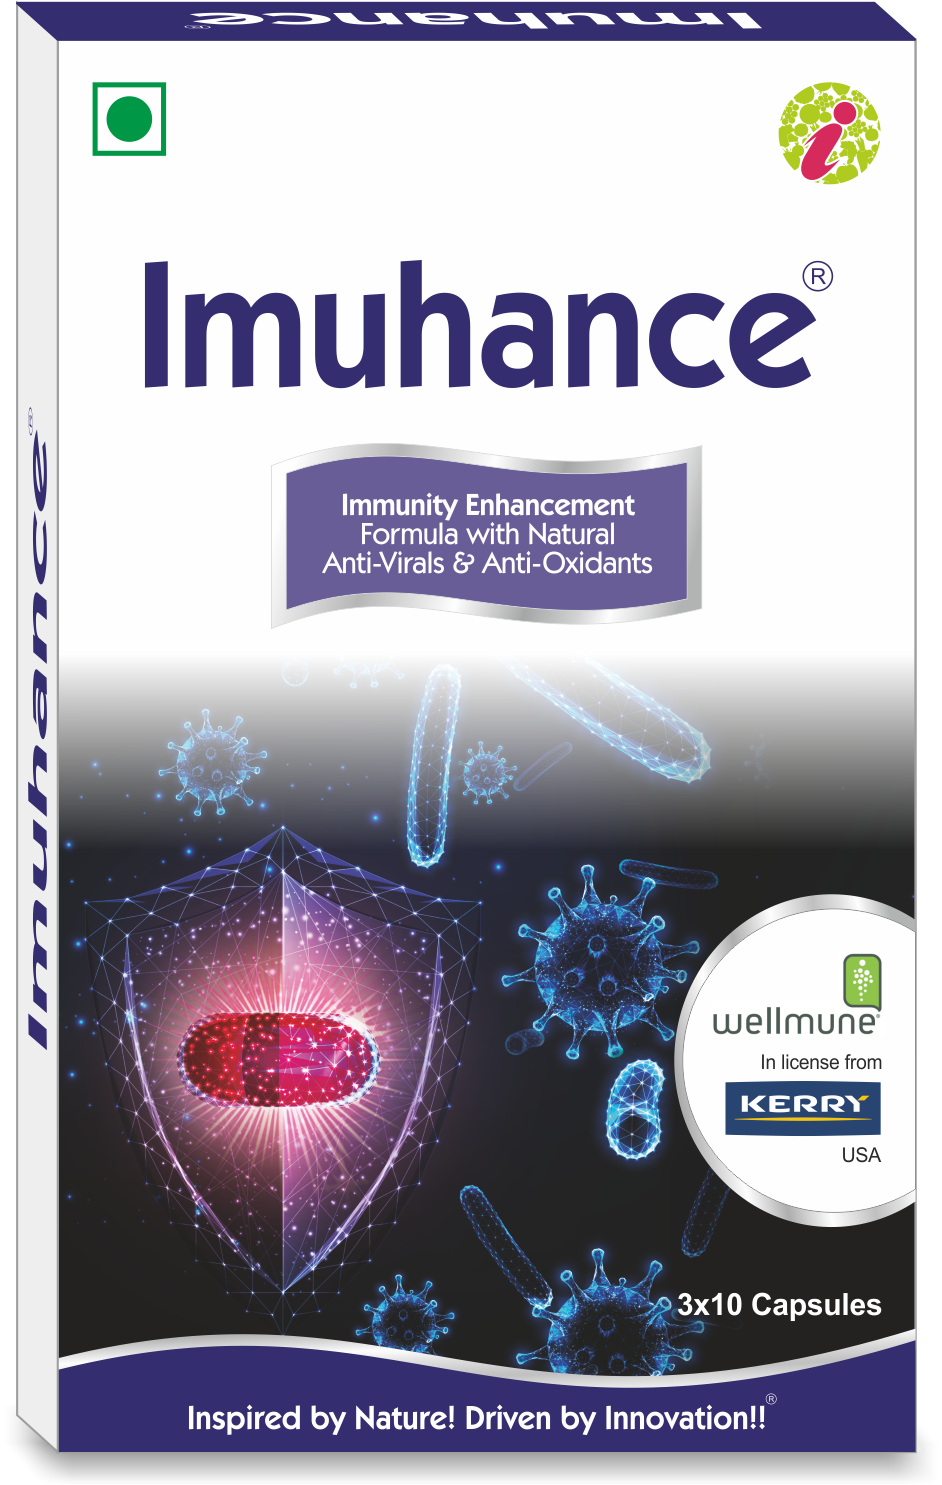 Imuhance
®
Imuhance®
Imuhance®
Immunity Enhancement
Formula with Natural
Anti-Virals & Anti-Oxidants
wellmune®
In license from
KERRY
USA
3x10 Capsules
Inspired by Nature! Driven by Innovation!!®